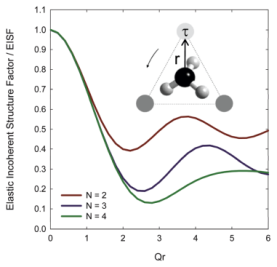 Elastic Incoherent Structure Factor / EISF
1.1
1.0
0.9
0.8
0.7
0.6
0.5
0.4
0.3
0.2
0.1
0.0
τ
r
N = 2
N = 3
N = 4
0 1 2 3 4 5 6
Qr